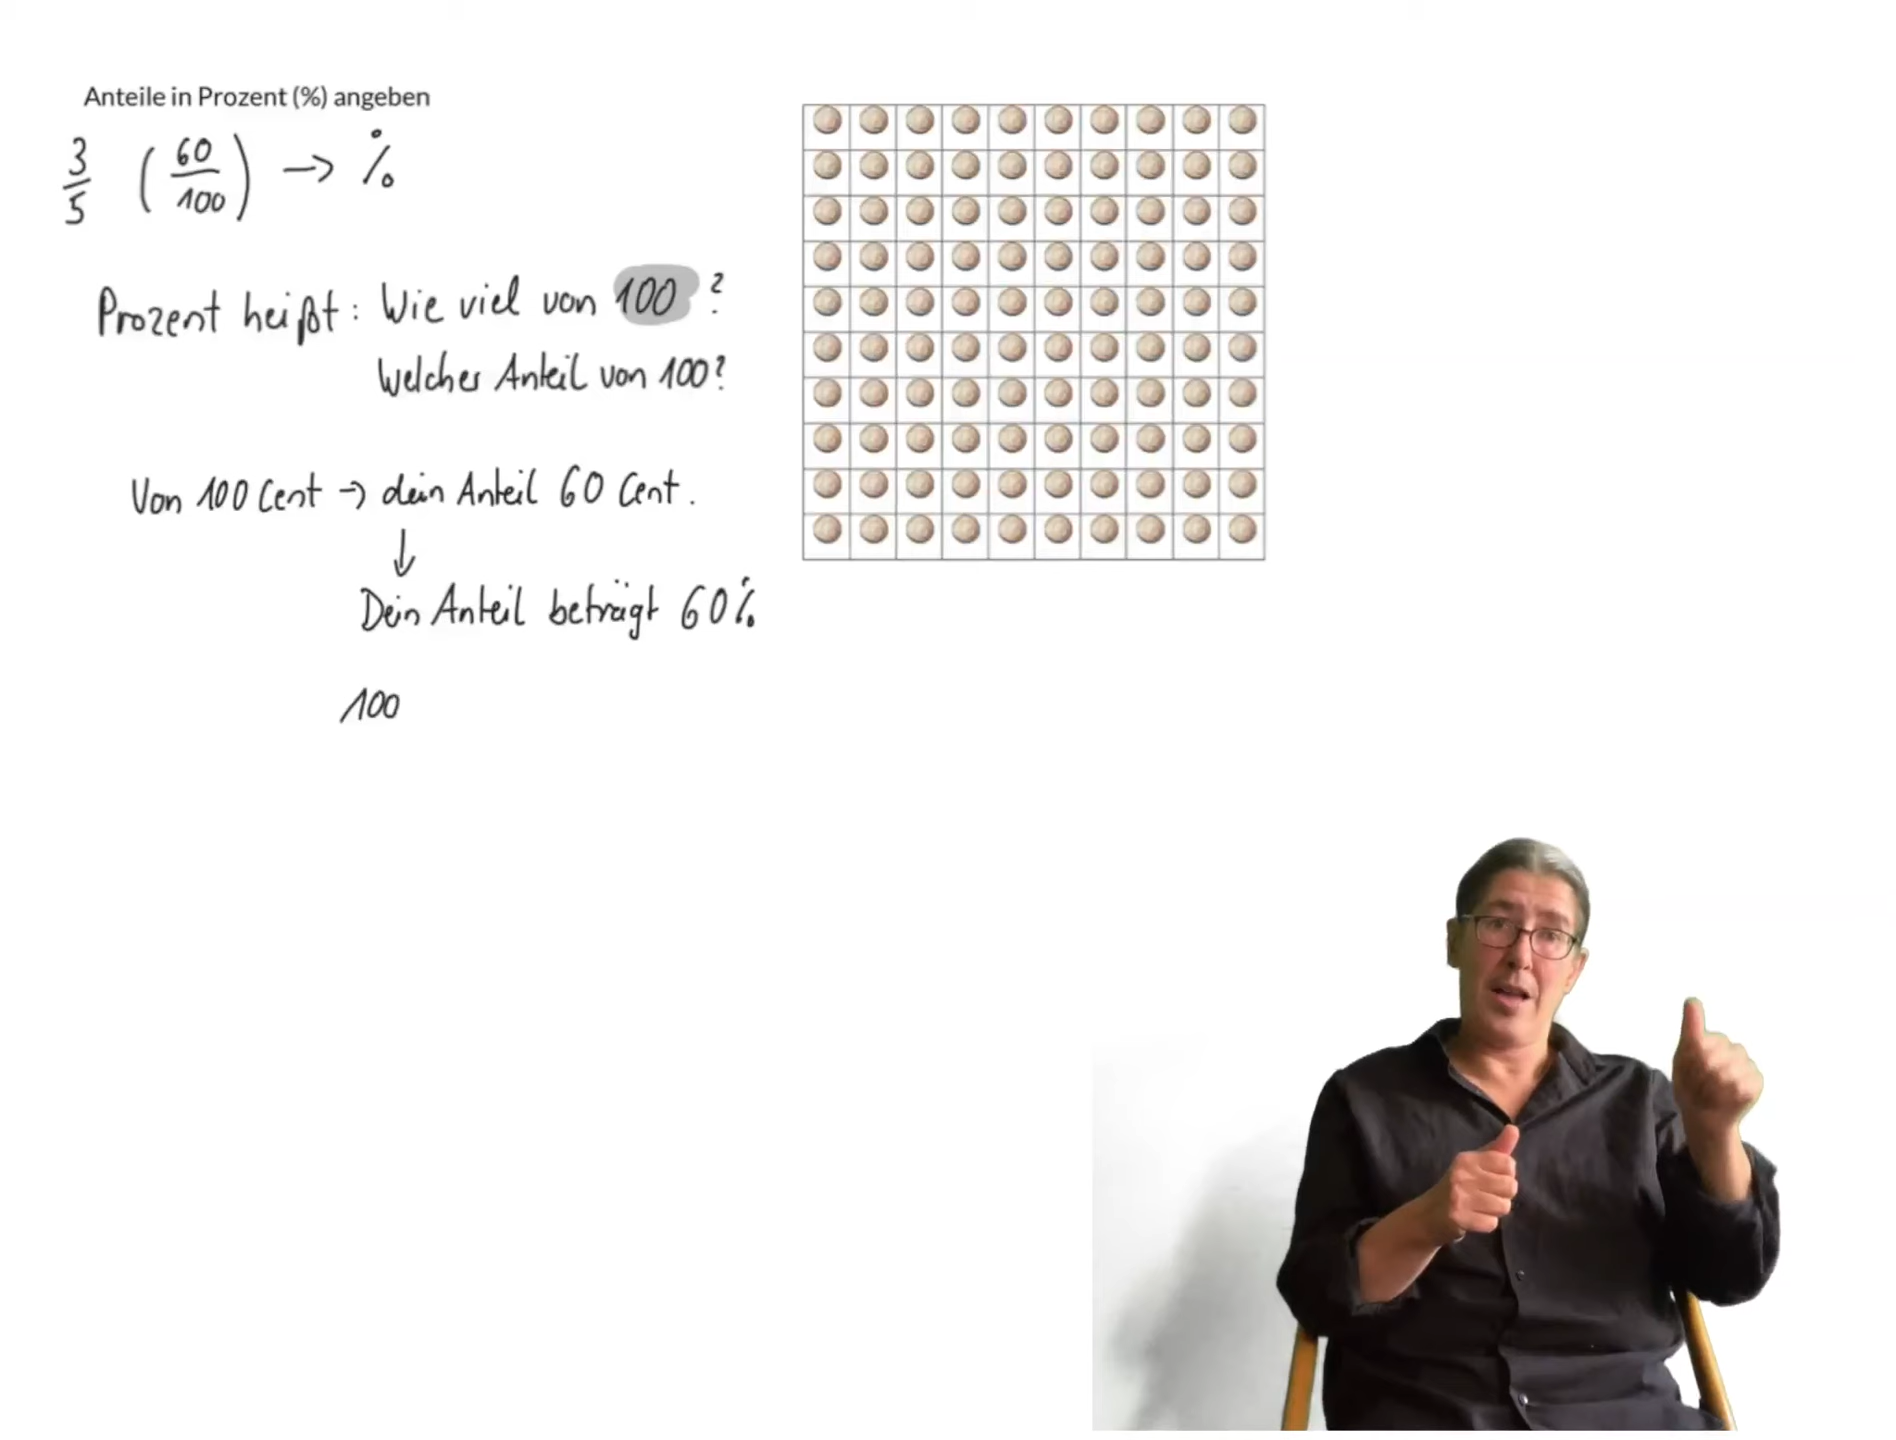 Anteile in Prozent (%) angeben
3/5 (60/100) → %
Prozent heißt: Wie viel von 100?
Welcher Anteil von 100?
Von 100 Cent → dein Anteil 60 Cent.
↓
Dein Anteil beträgt 60%
100